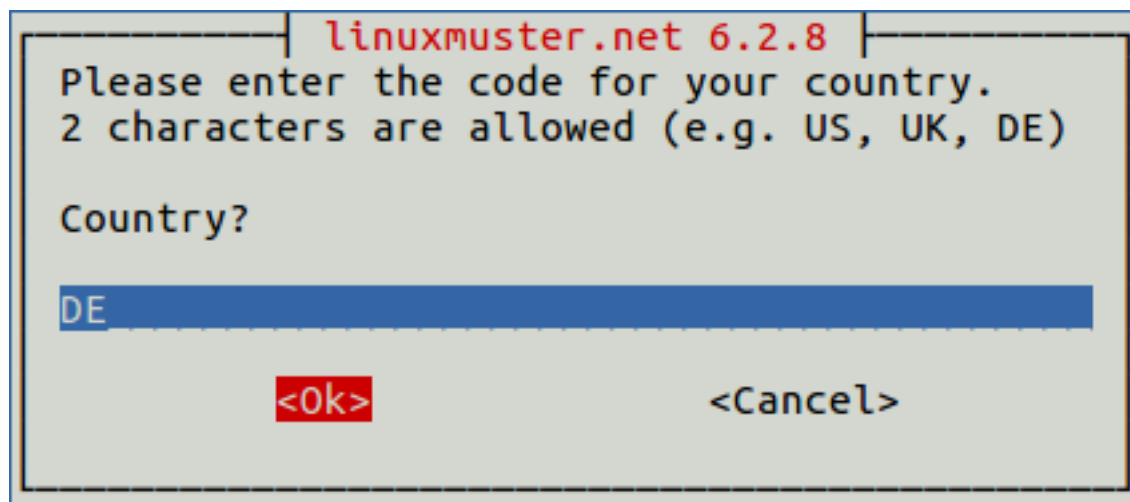 linuxmuster.net 6.2.8
Please enter the code for your country.
2 characters are allowed (e.g. US, UK, DE)
Country?
DE
<Ok> <Cancel>